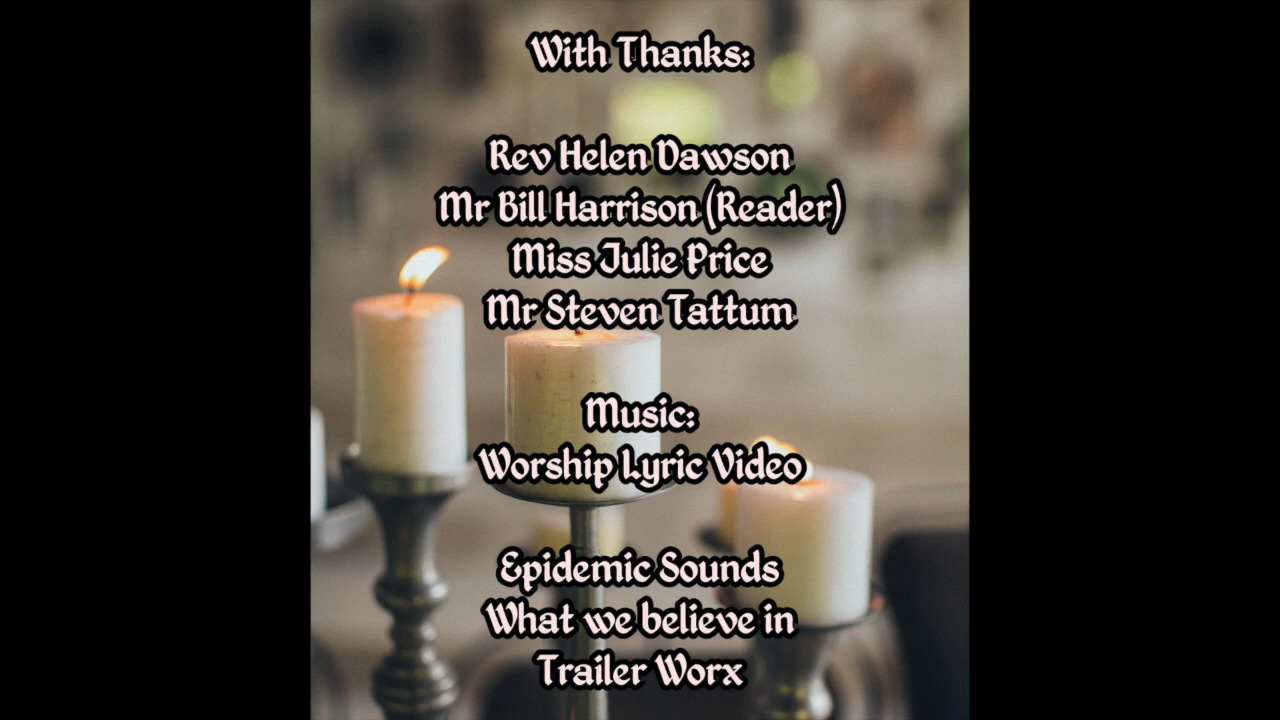 With Thanks:
Rev Helen Dawson
Mr Bill Harrison (Reader)
Miss Julie Price
Mr Steven Tattum
Music:
Worship Lyric Video
Epidemic Sounds
What we believe in
Trailer Worx